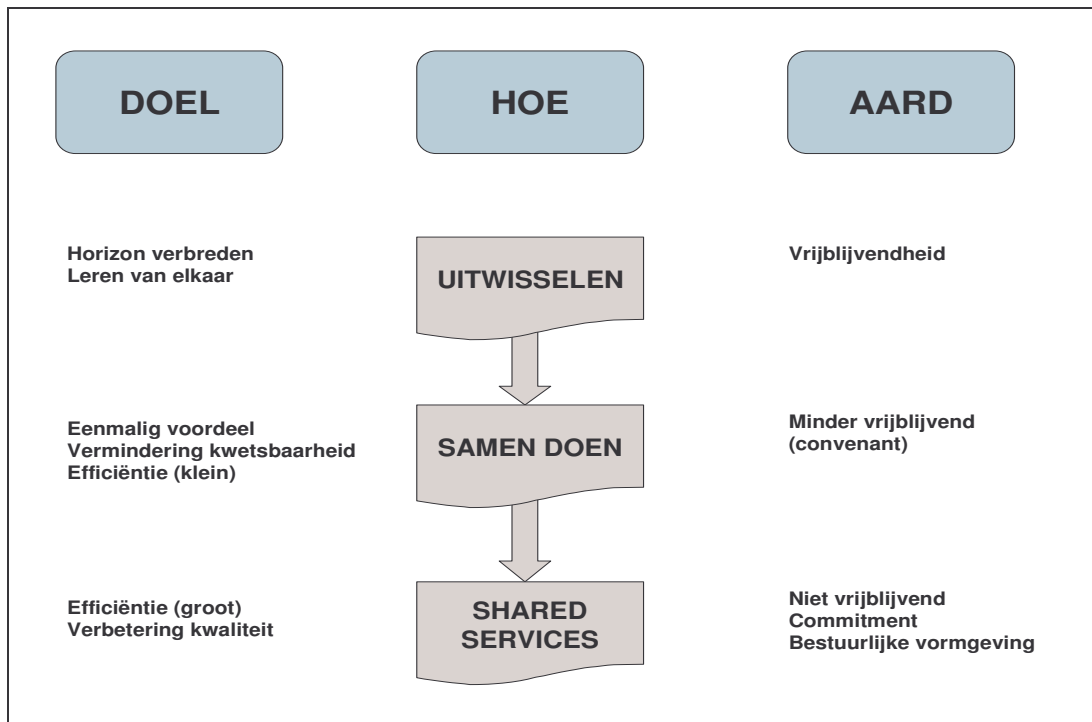 DOEL
HOE
AARD
Horizon verbreden
Leren van elkaar
UITWISSELEN
Vrijblijvendheid
Eenmalig voordeel
Vermindering kwetsbaarheid
Efficiëntie (klein)
SAMEN DOEN
Minder vrijblijvend
(convenant)
Efficiëntie (groot)
Verbetering kwaliteit
SHARED
SERVICES
Niet vrijblijvend
Commitment
Bestuurlijke vormgeving